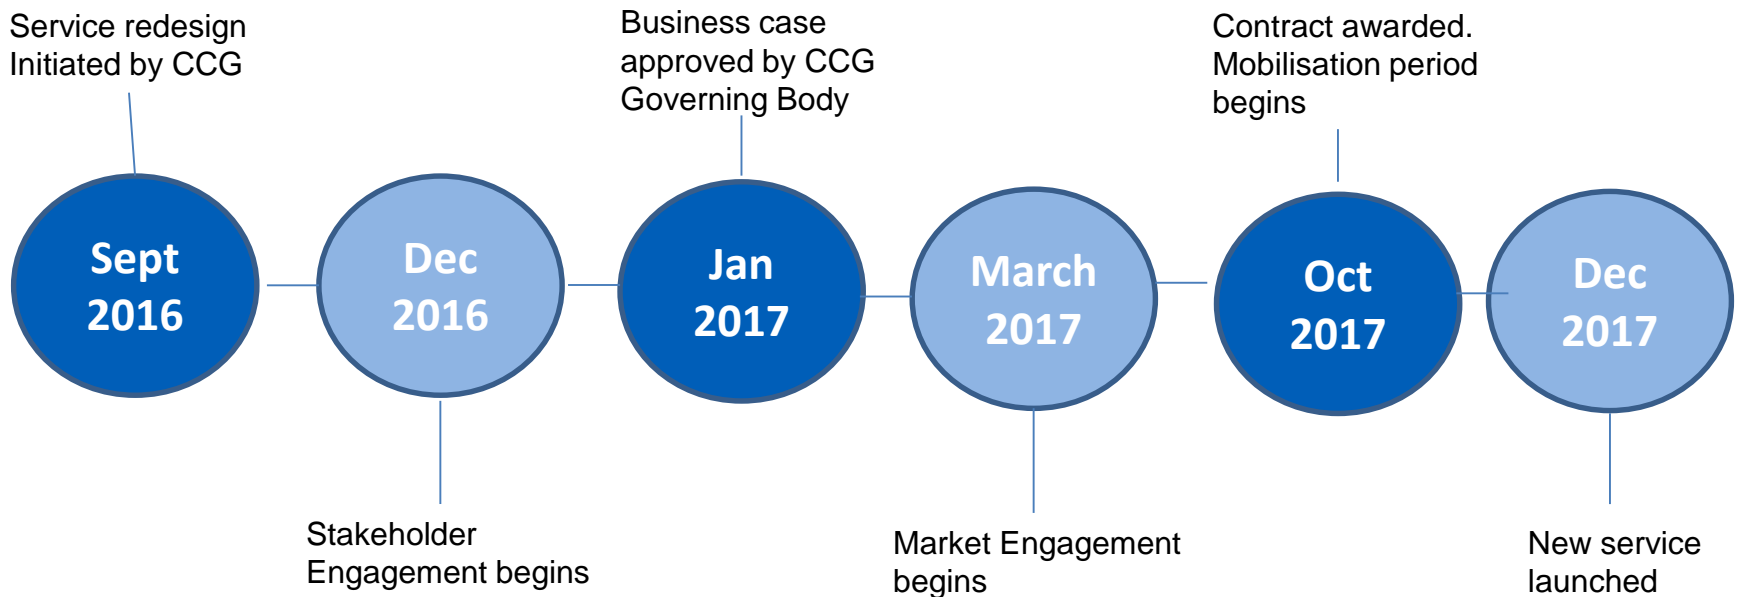 Service redesign
Initiated by CCG
Business case
approved by CCG
Governing Body
Contract awarded.
Mobilisation period
begins
Sept
2016
Dec
2016
Jan
2017
March
2017
Oct
2017
Dec
2017
Stakeholder
Engagement begins
Market Engagement
begins
New service
launched